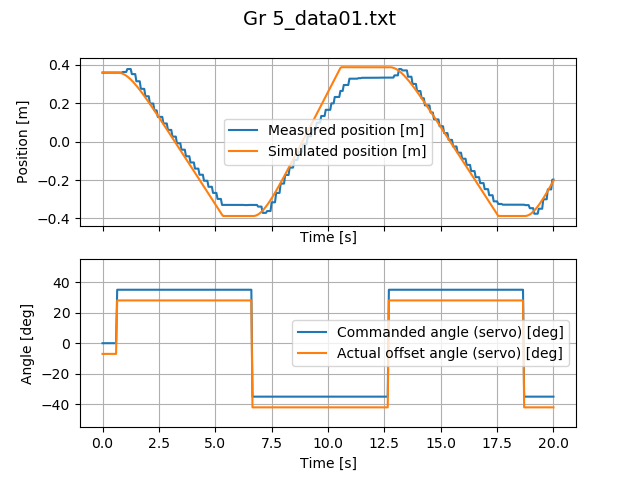 Gr 5_data01.txt
0.4
0.2
0.0
−0.2
−0.4
Position [m]
Measured position [m]
Simulated position [m]
Time [s]
40
20
0
−20
−40
Angle [deg]
Commanded angle (servo) [deg]
Actual offset angle (servo) [deg]
0.0 2.5 5.0 7.5 10.0 12.5 15.0 17.5 20.0
Time [s]